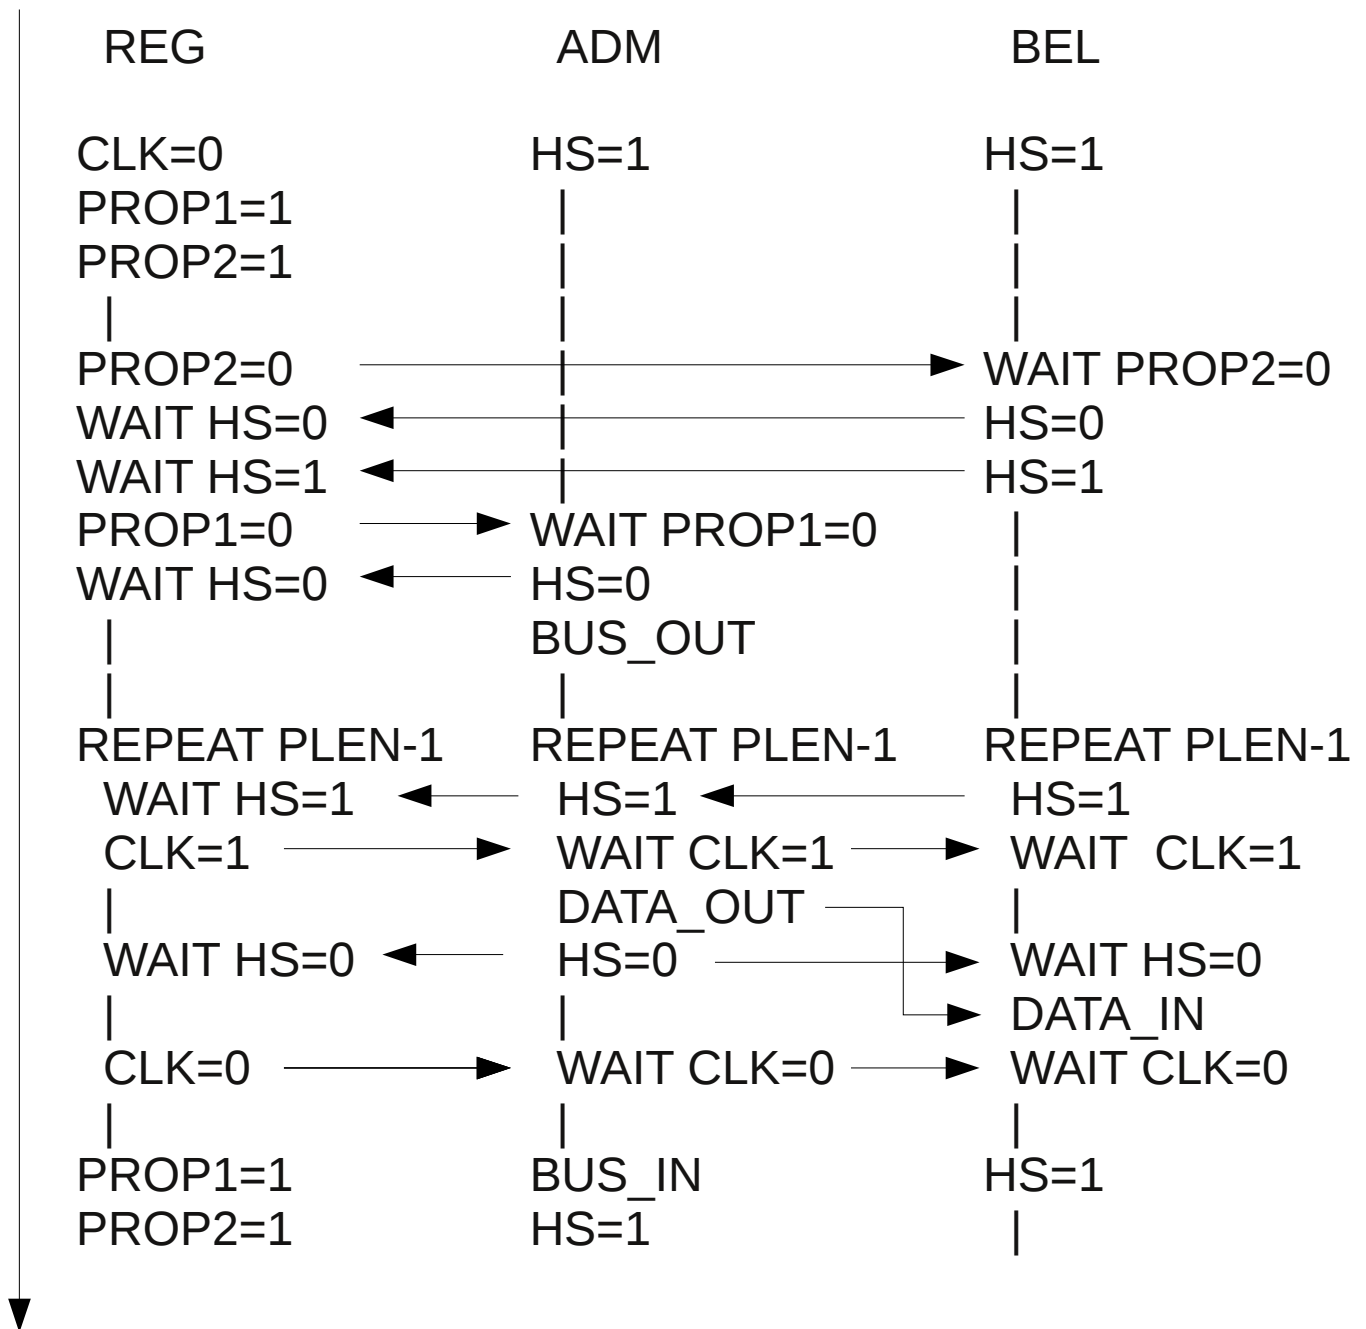 REG ADM BEL
CLK=0 HS=1 HS=1
PROP1=1 | |
PROP2=1 | |
| | |
PROP2=0 | WAIT PROP2=0
WAIT HS=0 | HS=0
WAIT HS=1 | HS=1
PROP1=0 WAIT PROP1=0 |
WAIT HS=0 HS=0 |
| BUS_OUT |
| | |
REPEAT PLEN-1 REPEAT PLEN-1 REPEAT PLEN-1
WAIT HS=1 HS=1 HS=1
CLK=1 WAIT CLK=1 WAIT CLK=1
| DATA_OUT |
WAIT HS=0 HS=0 WAIT HS=0
| | DATA_IN
CLK=0 WAIT CLK=0 WAIT CLK=0
| | |
PROP1=1 BUS_IN HS=1
PROP2=1 HS=1 |